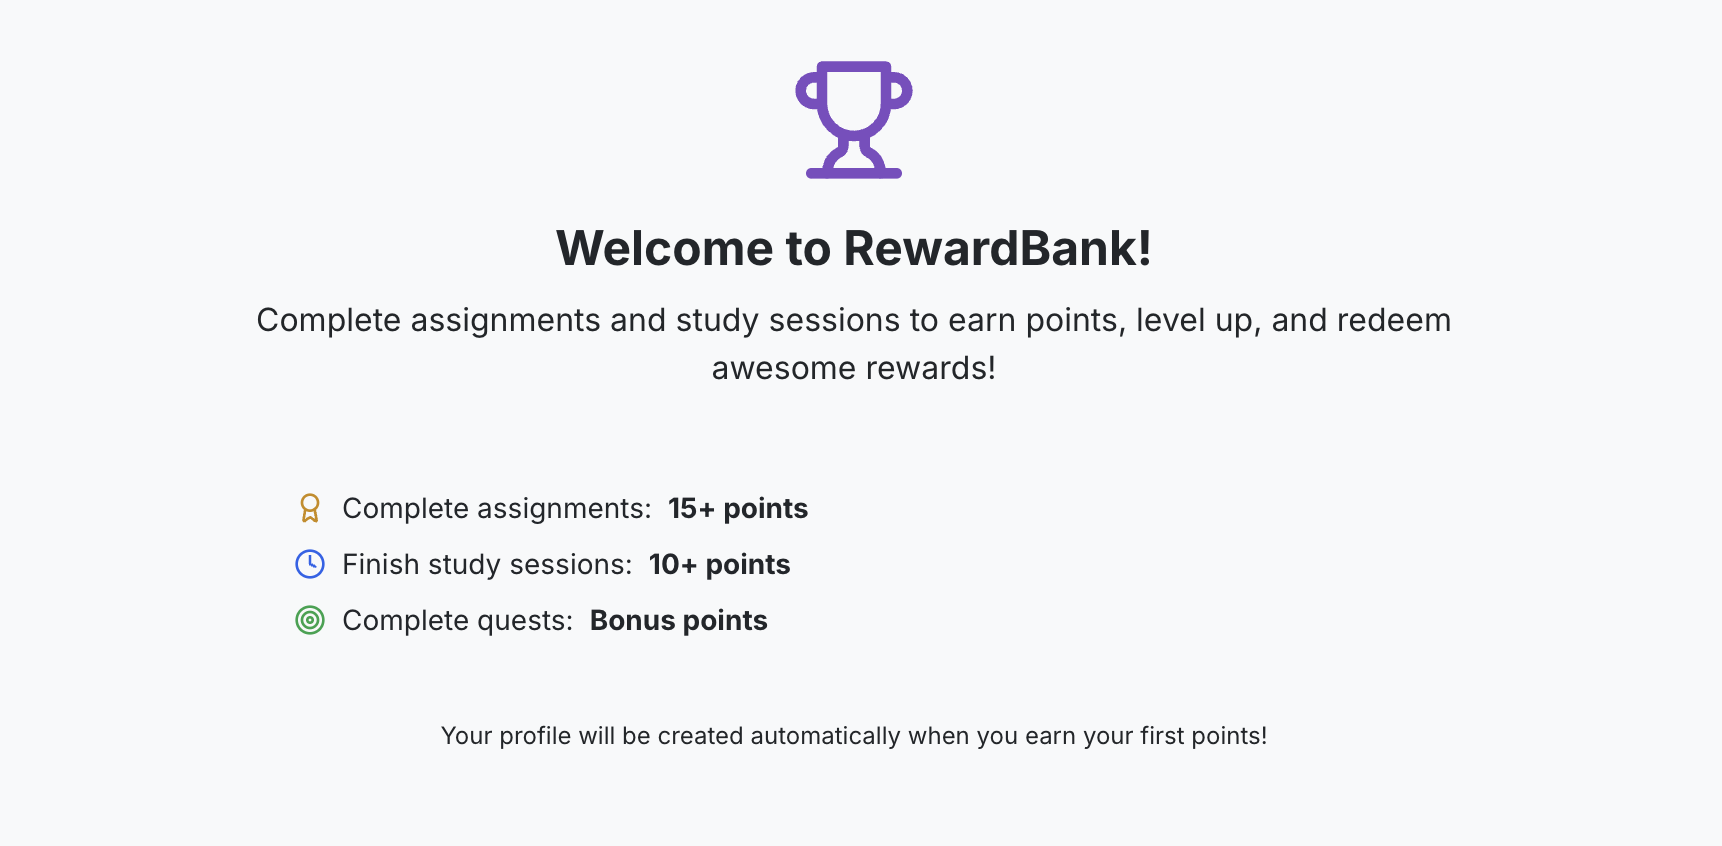 Welcome to RewardBank!
Complete assignments and study sessions to earn points, level up, and redeem
awesome rewards!
Complete assignments: 15+ points
Finish study sessions: 10+ points
Complete quests: Bonus points
Your profile will be created automatically when you earn your first points!